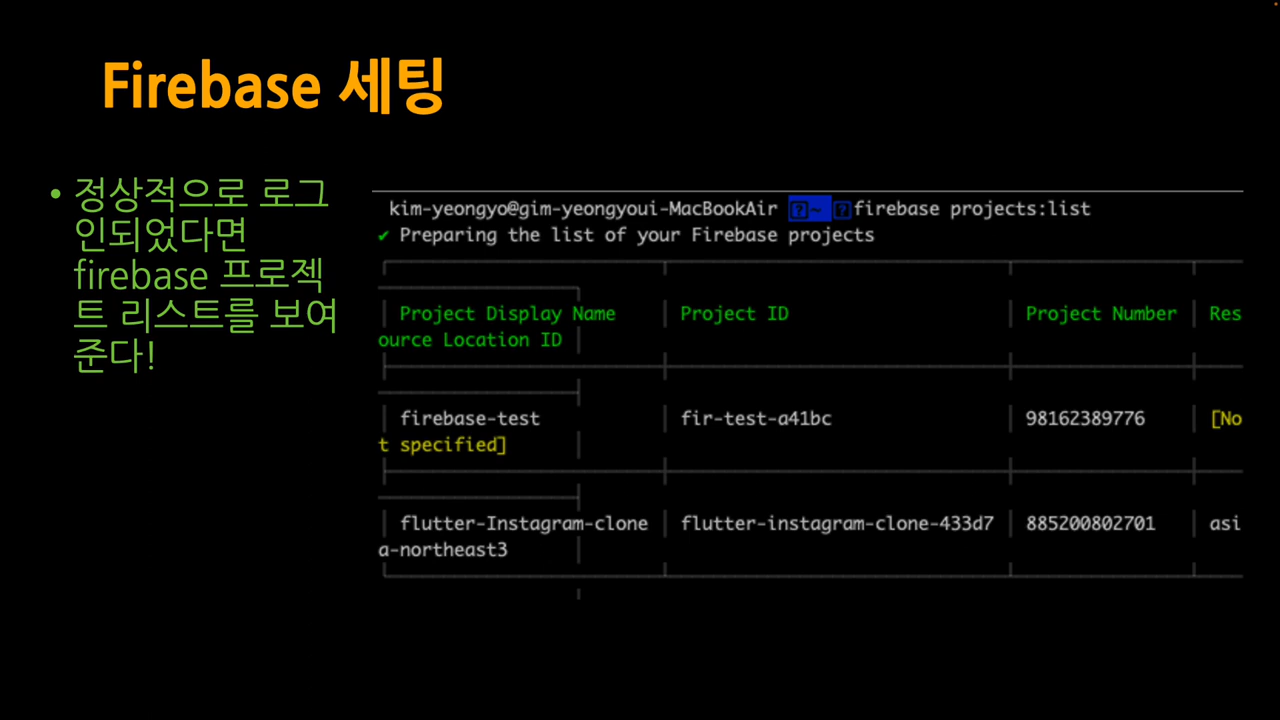 Firebase 세팅
• 정상적으로 로그
인되었다면
firebase 프로젝
트 리스트를 보여
준다!
kim-yeongyo@gim-yeongyoui-MacBookAir ~ firebase projects:list
✔ Preparing the list of your Firebase projects
Project Display Name Project ID Project Number Res
ource Location ID
firebase-test fir-test-a41bc 98162389776 [No
t specified]
flutter-Instagram-clone flutter-instagram-clone-433d7 885200802701 asi
a-northeast3